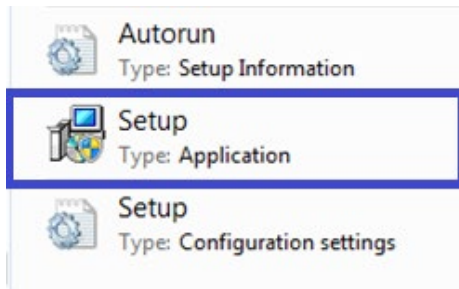 Autorun
Type: Setup Information
Setup
Type: Application
Setup
Type: Configuration settings